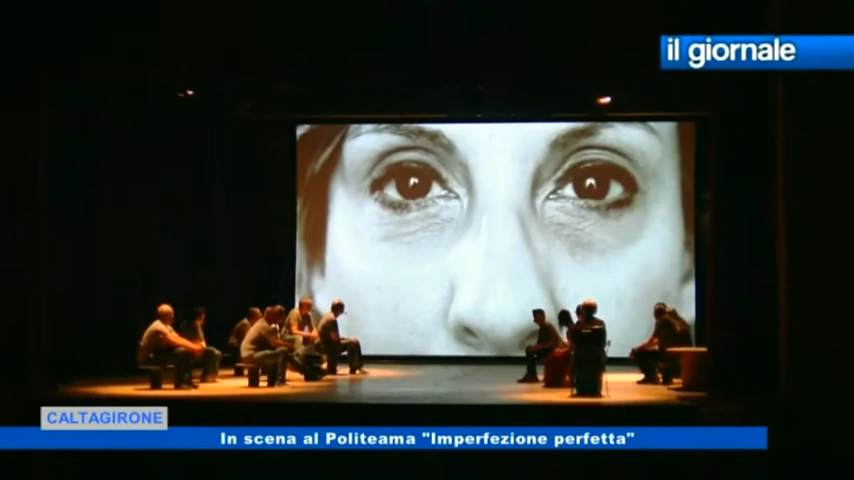 il giornale
CALTAGIRONE
In scena al Politeama "Imperfezione perfetta"